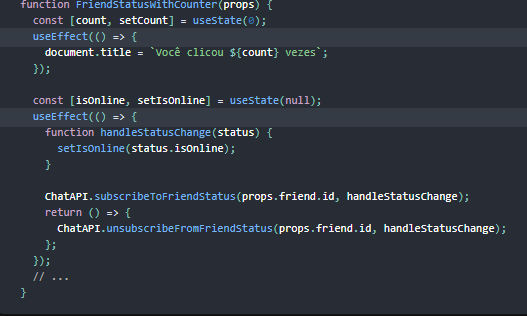 function FriendStatusWithCounter(props) {
  const [count, setCount] = useState(0);
  useEffect(() => {
    document.title = `Você clicou ${count} vezes`;
  });

  const [isOnline, setIsOnline] = useState(null);
  useEffect(() => {
    function handleStatusChange(status) {
      setIsOnline(status.isOnline);
    }

    ChatAPI.subscribeToFriendStatus(props.friend.id, handleStatusChange);
    return () => {
      ChatAPI.unsubscribeFromFriendStatus(props.friend.id, handleStatusChange);
    };
  });
  // ...
}